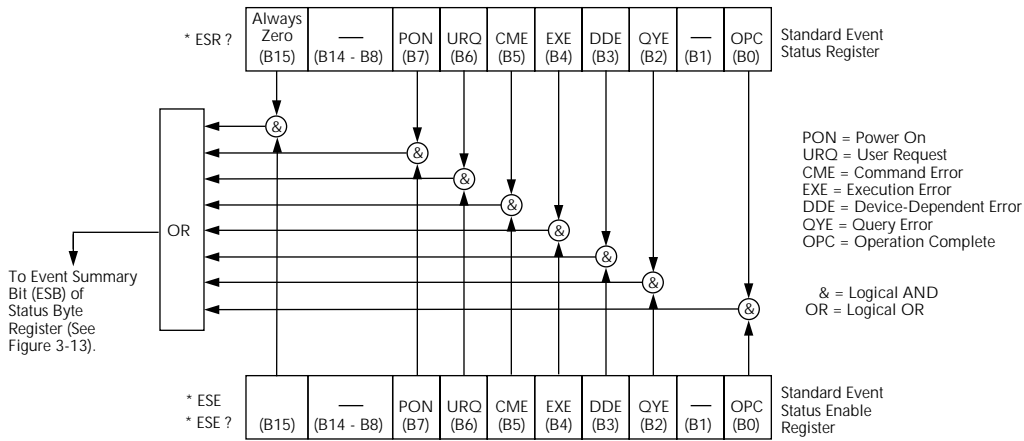 * ESR ?
Always Zero (B15)
— (B14 - B8)
PON (B7)
URQ (B6)
CME (B5)
EXE (B4)
DDE (B3)
QYE (B2)
— (B1)
OPC (B0)
Standard Event
Status Register
&
&
&
&
&
&
&
&
OR
To Event Summary
Bit (ESB) of
Status Byte
Register (See
Figure 3-13).
PON = Power On
URQ = User Request
CME = Command Error
EXE = Execution Error
DDE = Device-Dependent Error
QYE = Query Error
OPC = Operation Complete
& = Logical AND
OR = Logical OR
* ESE
* ESE ?
(B15)
— (B14 - B8)
PON (B7)
URQ (B6)
CME (B5)
EXE (B4)
DDE (B3)
QYE (B2)
— (B1)
OPC (B0)
Standard Event
Status Enable
Register